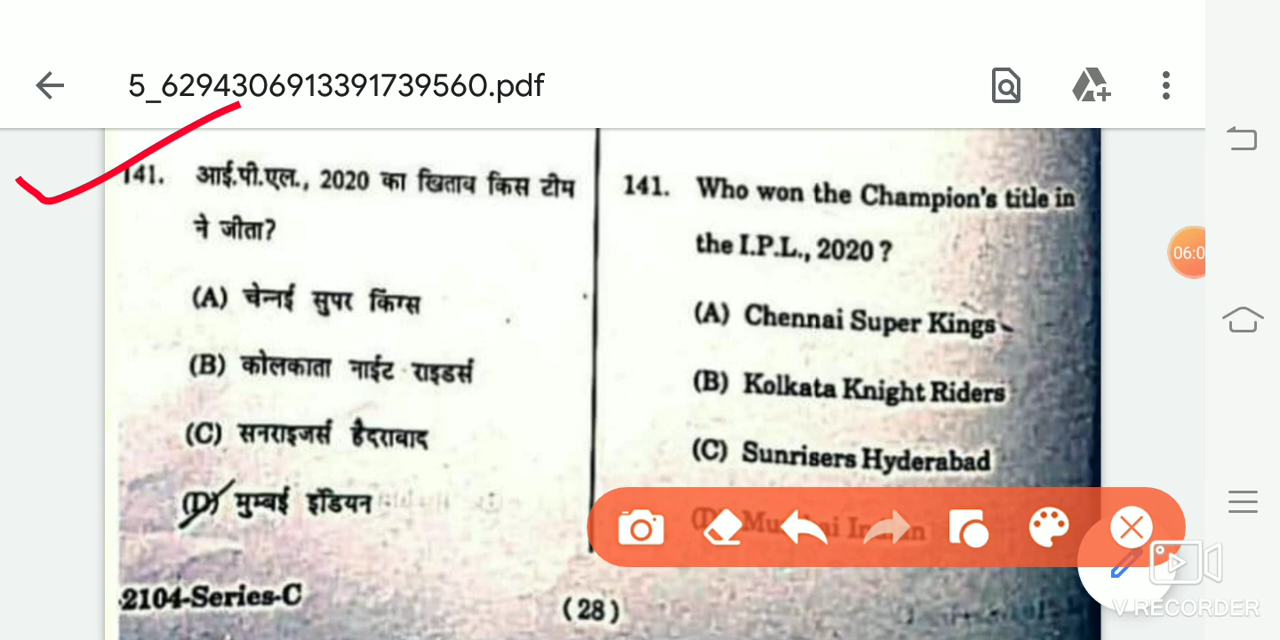 5_6294306913391739560.pdf
141. आई.पी.एल., 2020 का खिताब किस टीम
ने जीता?
(A) चेन्नई सुपर किंग्स
(B) कोलकाता नाईट राइडर्स
(C) सनराइजर्स हैदराबाद
(D) मुम्बई इंडियन
2104-Series-C
141. Who won the Champion's title in
the I.P.L., 2020 ?
(A) Chennai Super Kings
(B) Kolkata Knight Riders
(C) Sunrisers Hyderabad
(D) Mumbai Indian
(28)
06:0
V RECORDER